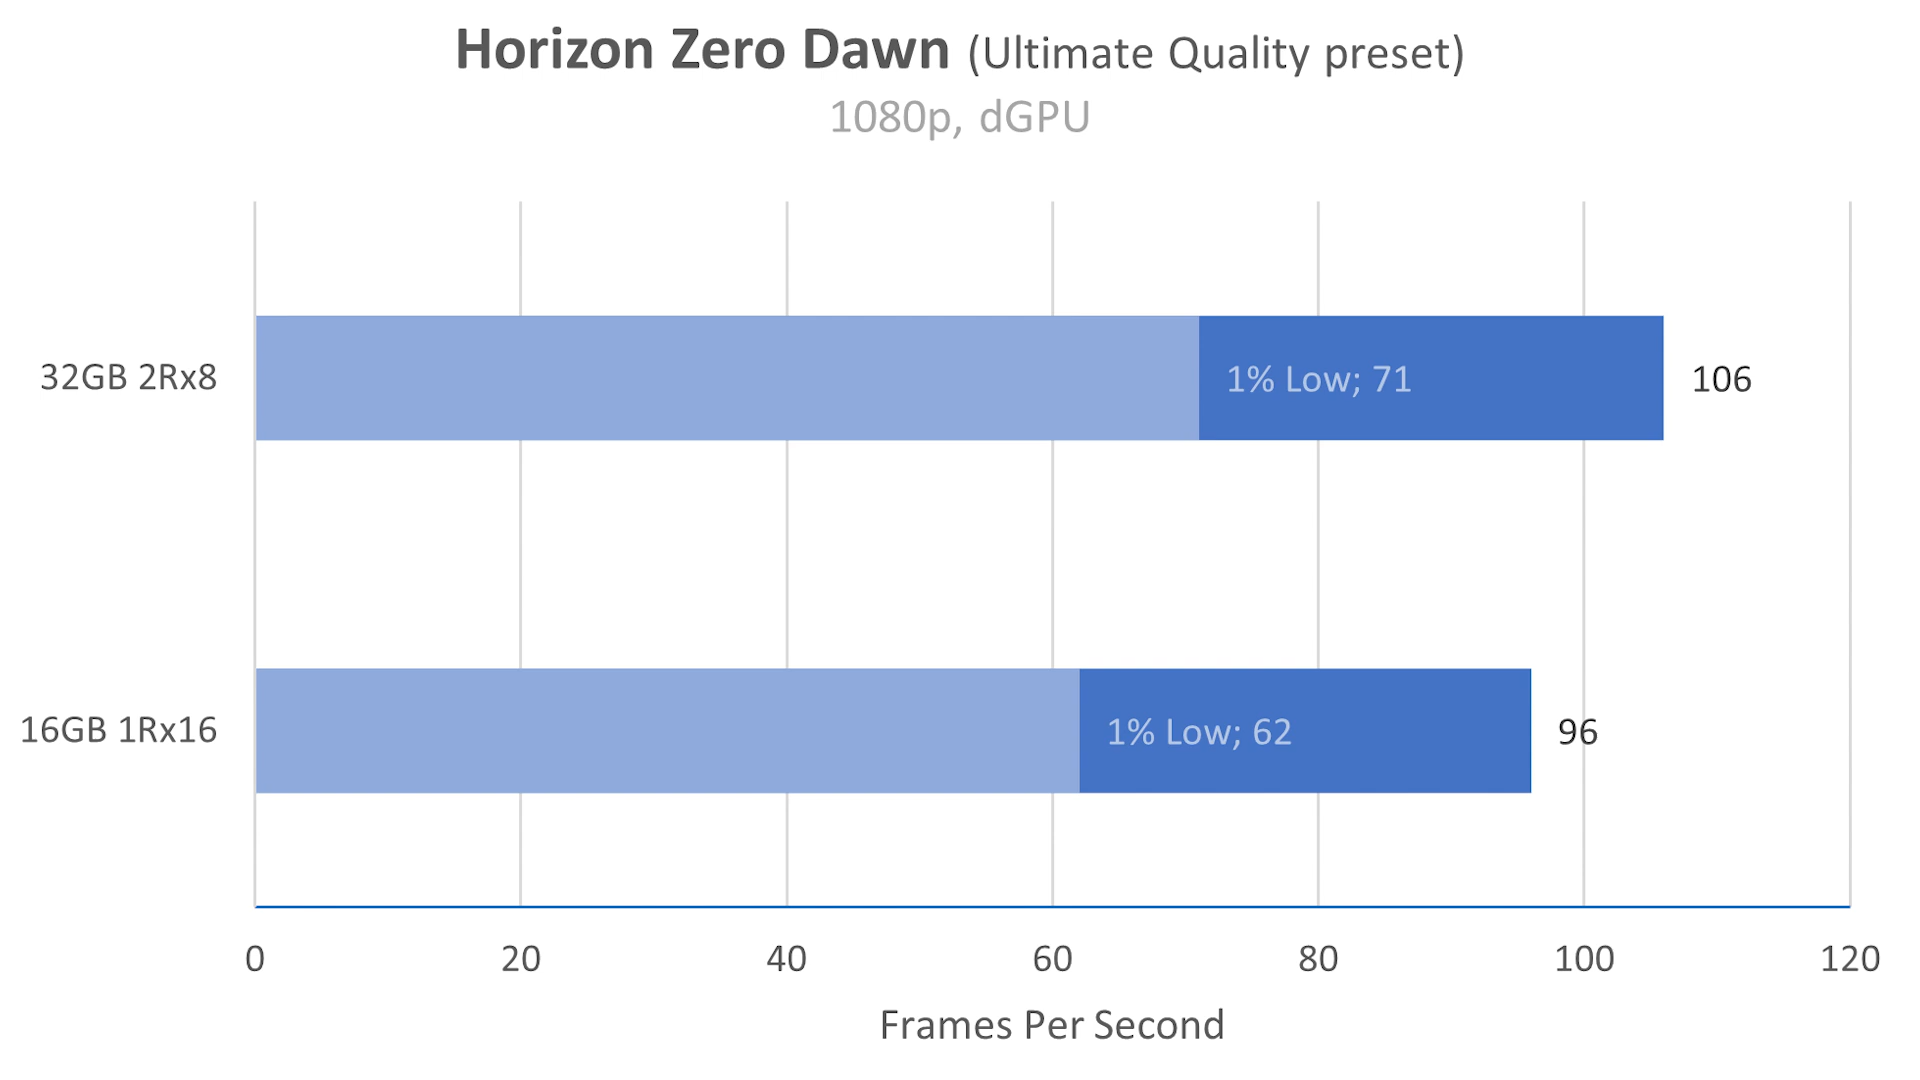 Horizon Zero Dawn (Ultimate Quality preset)
1080p, dGPU
32GB 2Rx8
1% Low; 71
106
16GB 1Rx16
1% Low; 62
96
0 20 40 60 80 100 120
Frames Per Second